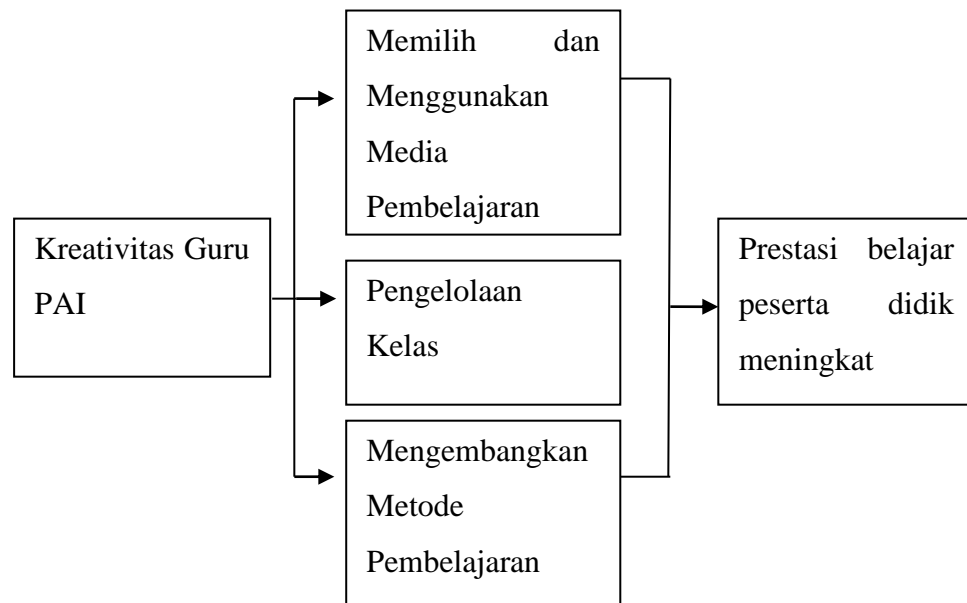 Memilih dan
Menggunakan
Media
Pembelajaran
Kreativitas Guru
PAI
Pengelolaan
Kelas
Mengembangkan
Metode
Pembelajaran
Prestasi belajar
peserta didik
meningkat